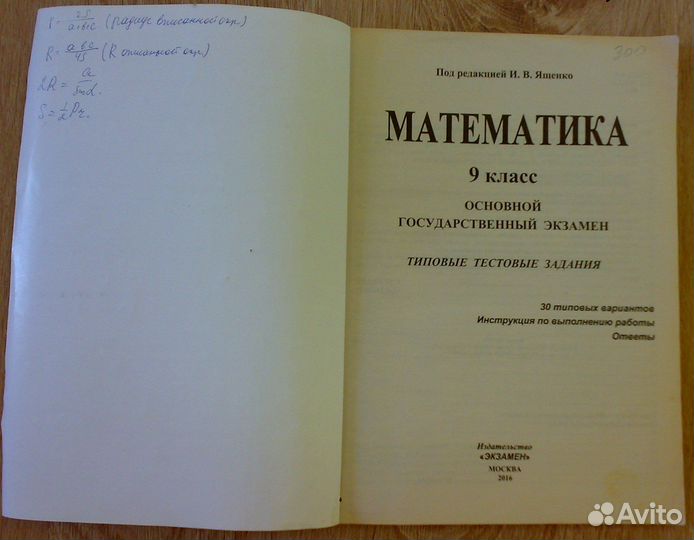 r = 2S/a+b+c (радиус вписанной окр)
R = abc/4S (R описанной окр)
2R = a/sinα.
S = 1/2 Pr.
300
Под редакцией И. В. Ященко
МАТЕМАТИКА
9 класс
ОСНОВНОЙ
ГОСУДАРСТВЕННЫЙ ЭКЗАМЕН
ТИПОВЫЕ ТЕСТОВЫЕ ЗАДАНИЯ
30 типовых вариантов
Инструкция по выполнению работы
Ответы
Издательство
«ЭКЗАМЕН»
МОСКВА
2016
Avito